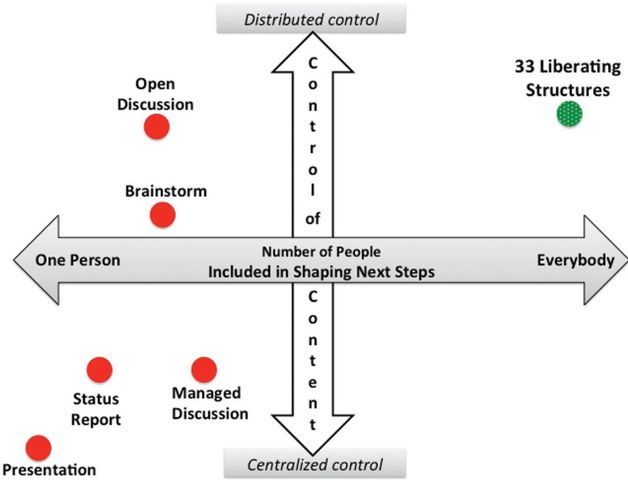 Distributed control
Control of
33 Liberating
Structures
Open
Discussion
Brainstorm
One Person
Number of People
Included in Shaping Next Steps
Everybody
Content
Status
Report
Managed
Discussion
Presentation
Centralized control